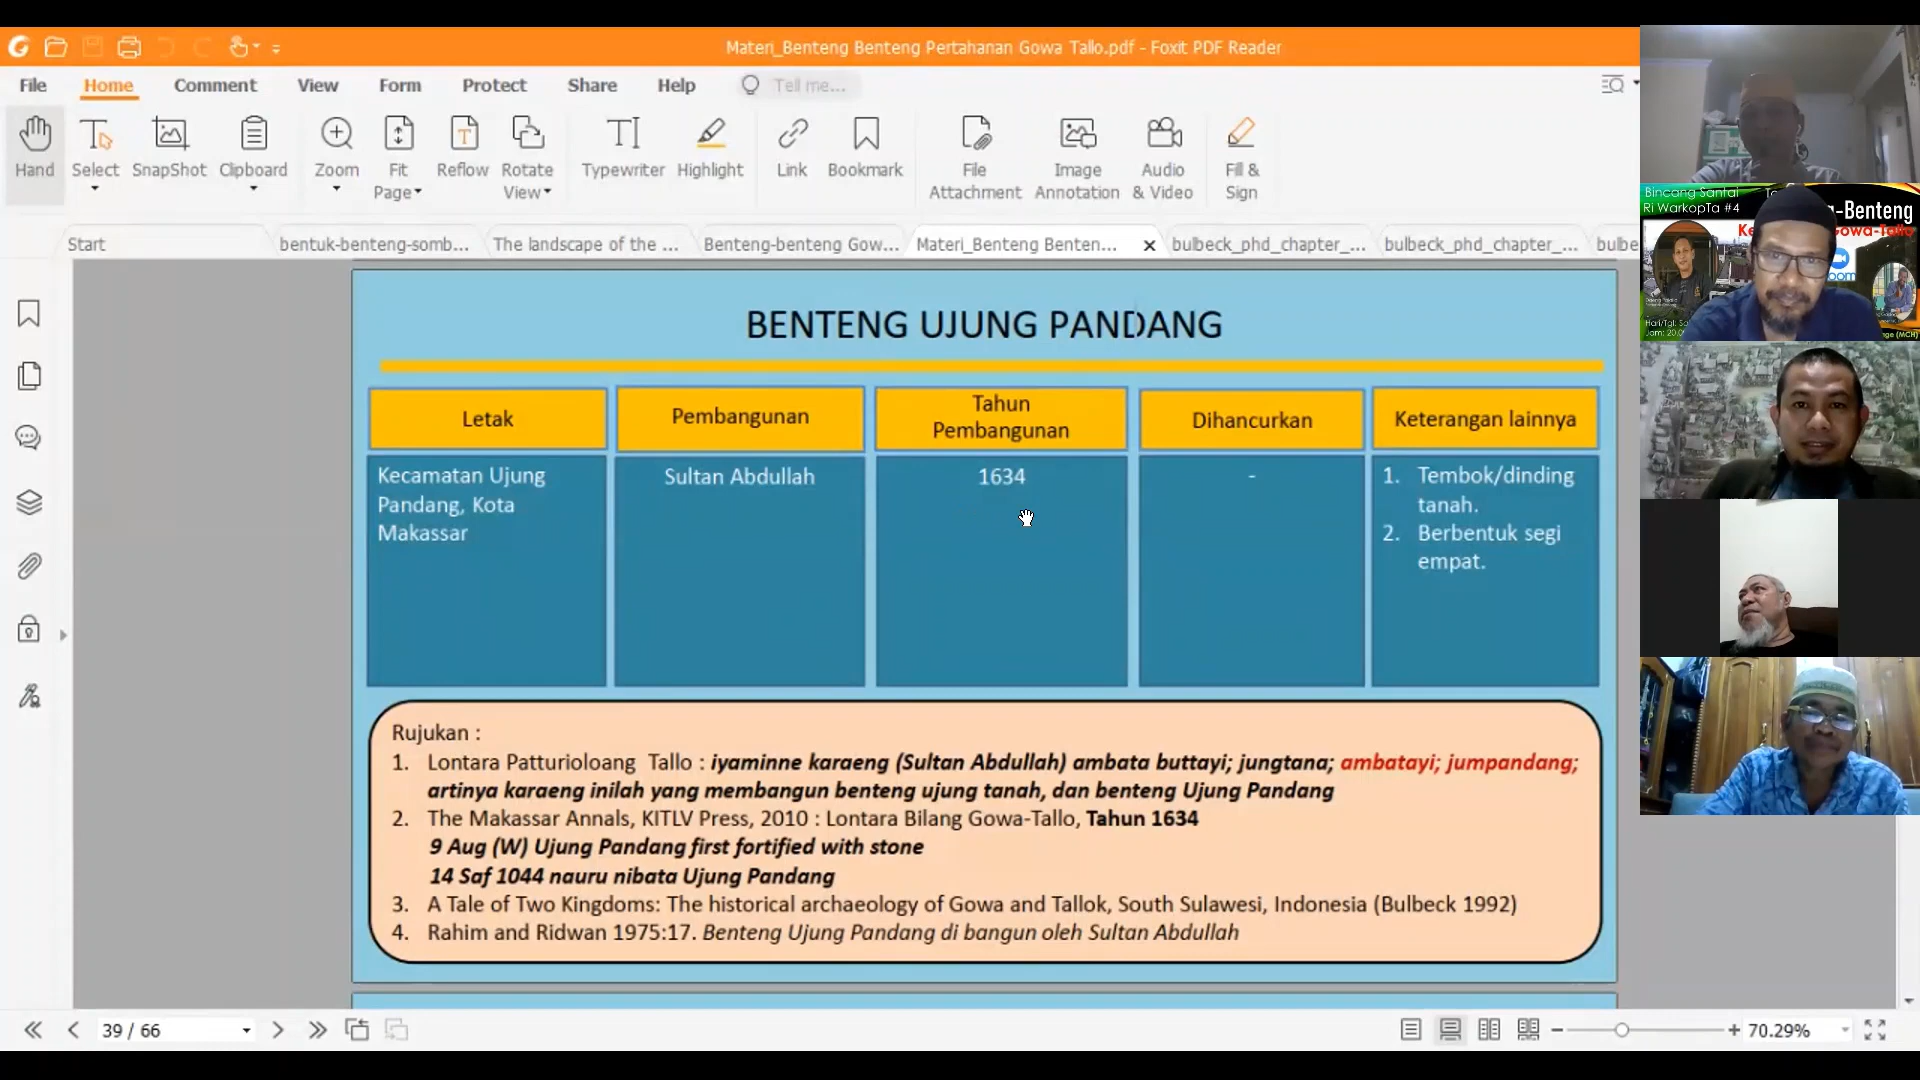 Materi_Benteng Benteng Pertahanan Gowa Tallo.pdf - Foxit PDF Reader
File Home Comment View Form Protect Share Help Tell me...
Hand Select SnapShot Clipboard Zoom Fit Page Reflow Rotate View Typewriter Highlight Link Bookmark File Attachment Image Annotation Audio & Video Fill & Sign
Start bentuk-benteng-somb... The landscape of the ... Benteng-benteng Gow... Materi_Benteng Benten... bulbeck_phd_chapter_... bulbeck_phd_chapter_... bulbe
BENTENG UJUNG PANDANG
Letak
Pembangunan
Tahun
Pembangunan
Dihancurkan
Keterangan lainnya
Kecamatan Ujung
Pandang, Kota
Makassar
Sultan Abdullah
1634
-
1. Tembok/dinding
tanah.
2. Berbentuk segi
empat.
Rujukan :
1. Lontara Patturioloang Tallo : iyaminne karaeng (Sultan Abdullah) ambata buttayi; jungtana; ambatayi; jumpandang;
artinya karaeng inilah yang membangun benteng ujung tanah, dan benteng Ujung Pandang
2. The Makassar Annals, KITLV Press, 2010 : Lontara Bilang Gowa-Tallo, Tahun 1634
9 Aug (W) Ujung Pandang first fortified with stone
14 Saf 1044 nauru nibata Ujung Pandang
3. A Tale of Two Kingdoms: The historical archaeology of Gowa and Tallok, South Sulawesi, Indonesia (Bulbeck 1992)
4. Rahim and Ridwan 1975:17. Benteng Ujung Pandang di bangun oleh Sultan Abdullah
39 / 66
70.29%
Bincang Santai
Ri WarkopTa #4
-Benteng
owa-Tallo
(MCH)